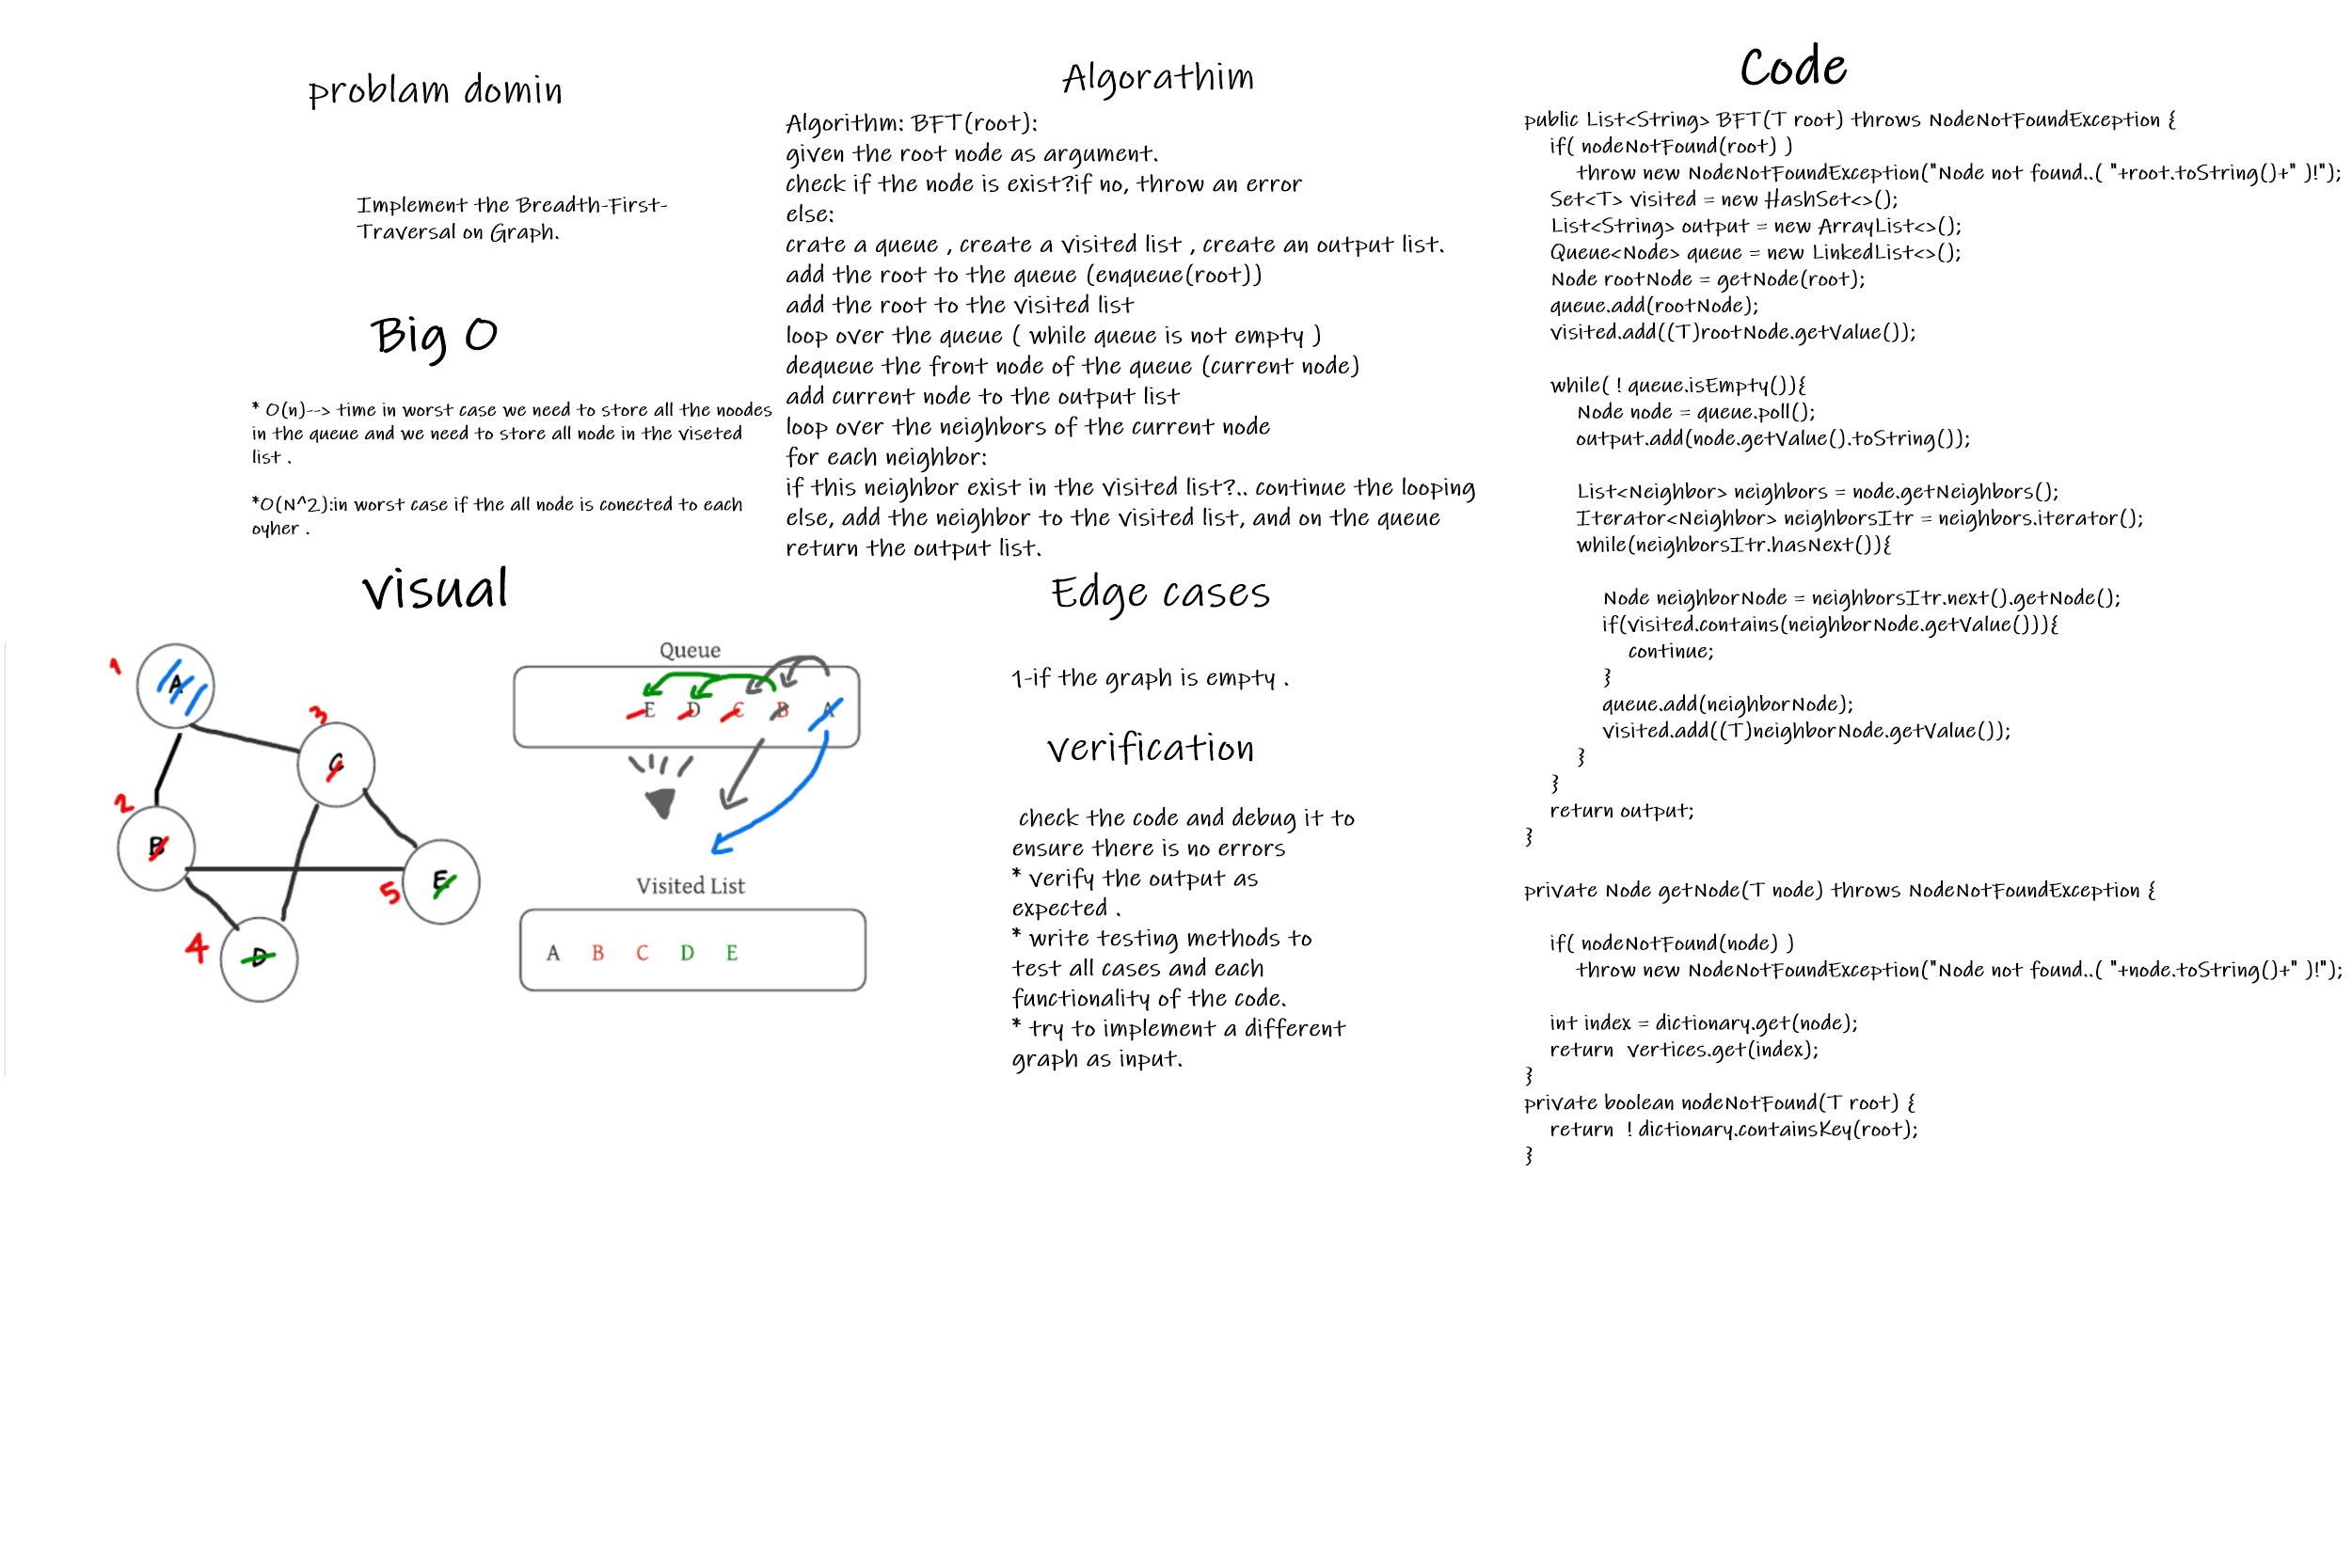 problam domin
Implement the Breadth-First-
Traversal on Graph.
Big O
* O(n)--> time in worst case we need to store all the noodes
in the queue and we need to store all node in the viseted
list .
*O(N^2):in worst case if the all node is conected to each
oyher .
visual
1
A
3
C
2
B
5
E
4
D
Queue
E D C B A
Visited List
A B C D E
Algorathim
Algorithm: BFT(root):
given the root node as argument.
check if the node is exist?if no, throw an error
else:
crate a queue , create a visited list , create an output list.
add the root to the queue (enqueue(root))
add the root to the visited list
loop over the queue ( while queue is not empty )
dequeue the front node of the queue (current node)
add current node to the output list
loop over the neighbors of the current node
for each neighbor:
if this neighbor exist in the visited list?.. continue the looping
else, add the neighbor to the visited list, and on the queue
return the output list.
Edge cases
1-if the graph is empty .
verification
check the code and debug it to
ensure there is no errors
* verify the output as
expected .
* write testing methods to
test all cases and each
functionality of the code.
* try to implement a different
graph as input.
Code
public List<String> BFT(T root) throws NodeNotFoundException {
if( nodeNotFound(root) )
throw new NodeNotFoundException("Node not found..( "+root.toString()+" )!");
Set<T> visited = new HashSet<>();
List<String> output = new ArrayList<>();
Queue<Node> queue = new LinkedList<>();
Node rootNode = getNode(root);
queue.add(rootNode);
visited.add((T)rootNode.getValue());
while( ! queue.isEmpty()){
Node node = queue.poll();
output.add(node.getValue().toString());
List<Neighbor> neighbors = node.getNeighbors();
Iterator<Neighbor> neighborsItr = neighbors.iterator();
while(neighborsItr.hasNext()){
Node neighborNode = neighborsItr.next().getNode();
if(visited.contains(neighborNode.getValue())){
continue;
}
queue.add(neighborNode);
visited.add((T)neighborNode.getValue());
}
}
return output;
}
private Node getNode(T node) throws NodeNotFoundException {
if( nodeNotFound(node) )
throw new NodeNotFoundException("Node not found..( "+node.toString()+" )!");
int index = dictionary.get(node);
return  vertices.get(index);
}
private boolean nodeNotFound(T root) {
return  ! dictionary.containsKey(root);
}